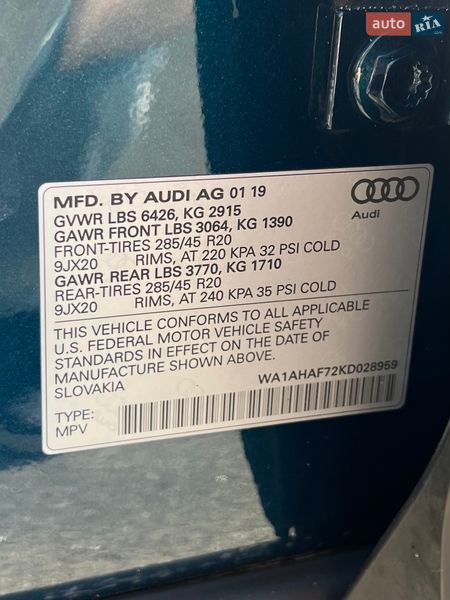 auto RIA
.com
MFD. BY AUDI AG 01 19
Audi
GVWR LBS 6426, KG 2915
GAWR FRONT LBS 3064, KG 1390
FRONT-TIRES 285/45 R20
9JX20 RIMS, AT 220 KPA 32 PSI COLD
GAWR REAR LBS 3770, KG 1710
REAR-TIRES 285/45 R20
9JX20 RIMS, AT 240 KPA 35 PSI COLD
THIS VEHICLE CONFORMS TO ALL APPLICABLE
U.S. FEDERAL MOTOR VEHICLE SAFETY
STANDARDS IN EFFECT ON THE DATE OF
MANUFACTURE SHOWN ABOVE.
SLOVAKIA
WA1AHAF72KD028959
TYPE:
MPV